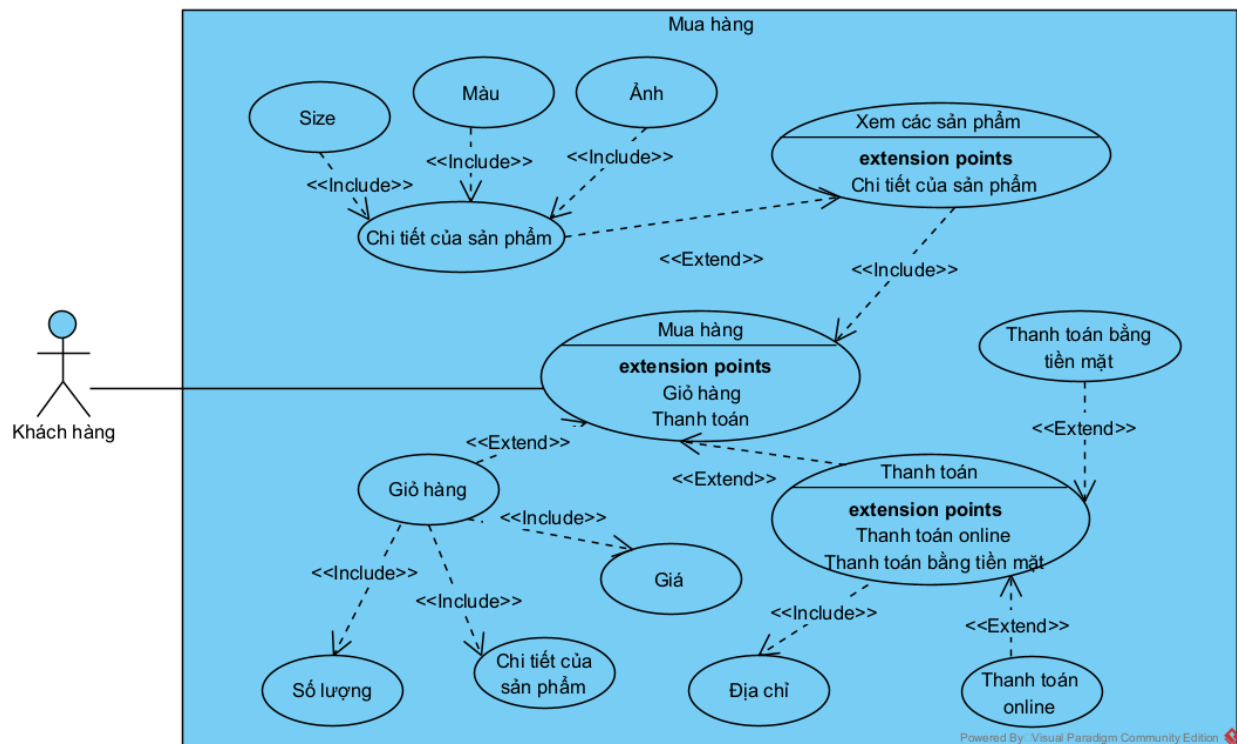 Mua hàng
Size
Màu
Ảnh
Xem các sản phẩm
extension points
Chi tiết của sản phẩm
<<Include>>
<<Include>>
<<Include>>
Chi tiết của sản phẩm
<<Extend>>
<<Include>>
Khách hàng
Mua hàng
extension points
Giỏ hàng
Thanh toán
Thanh toán bằng
tiền mặt
<<Extend>>
<<Extend>>
<<Extend>>
Giỏ hàng
Thanh toán
extension points
Thanh toán online
Thanh toán bằng tiền mặt
<<Include>>
<<Include>>
<<Include>>
Giá
<<Include>>
<<Extend>>
Số lượng
Chi tiết của
sản phẩm
Địa chỉ
Thanh toán
online
Powered By Visual Paradigm Community Edition